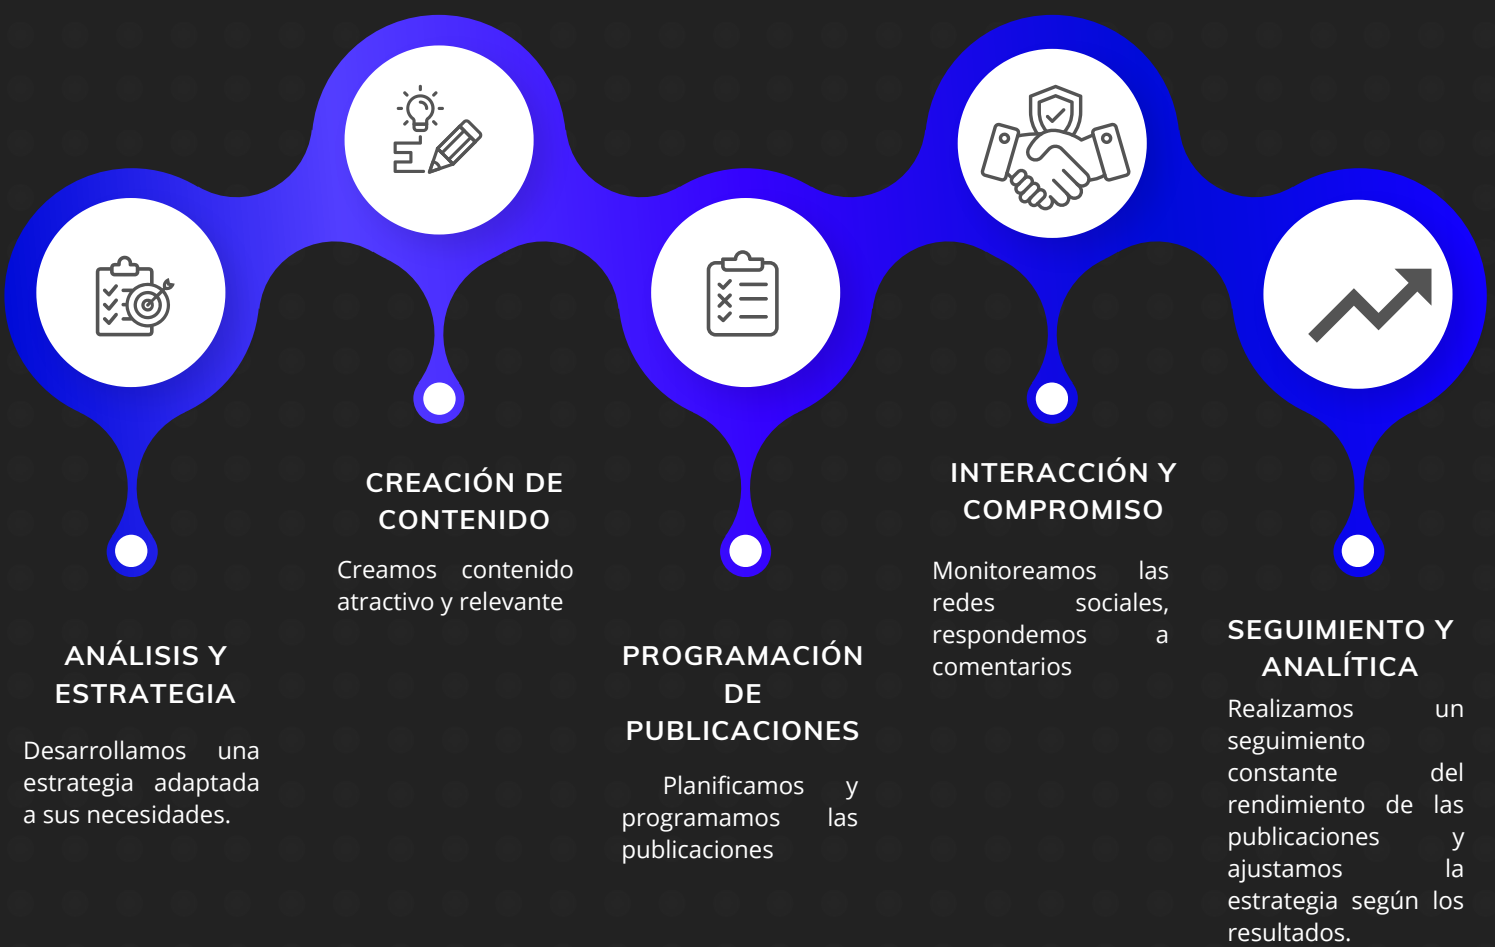 ANÁLISIS Y
ESTRATEGIA
Desarrollamos una
estrategia adaptada
a sus necesidades.
CREACIÓN DE
CONTENIDO
Creamos contenido
atractivo y relevante
PROGRAMACIÓN
DE
PUBLICACIONES
Planificamos y
programamos las
publicaciones
INTERACCIÓN Y
COMPROMISO
Monitoreamos las
redes sociales,
respondemos a
comentarios
SEGUIMIENTO Y
ANALÍTICA
Realizamos un
seguimiento
constante del
rendimiento de las
publicaciones y
ajustamos la
estrategia según los
resultados.